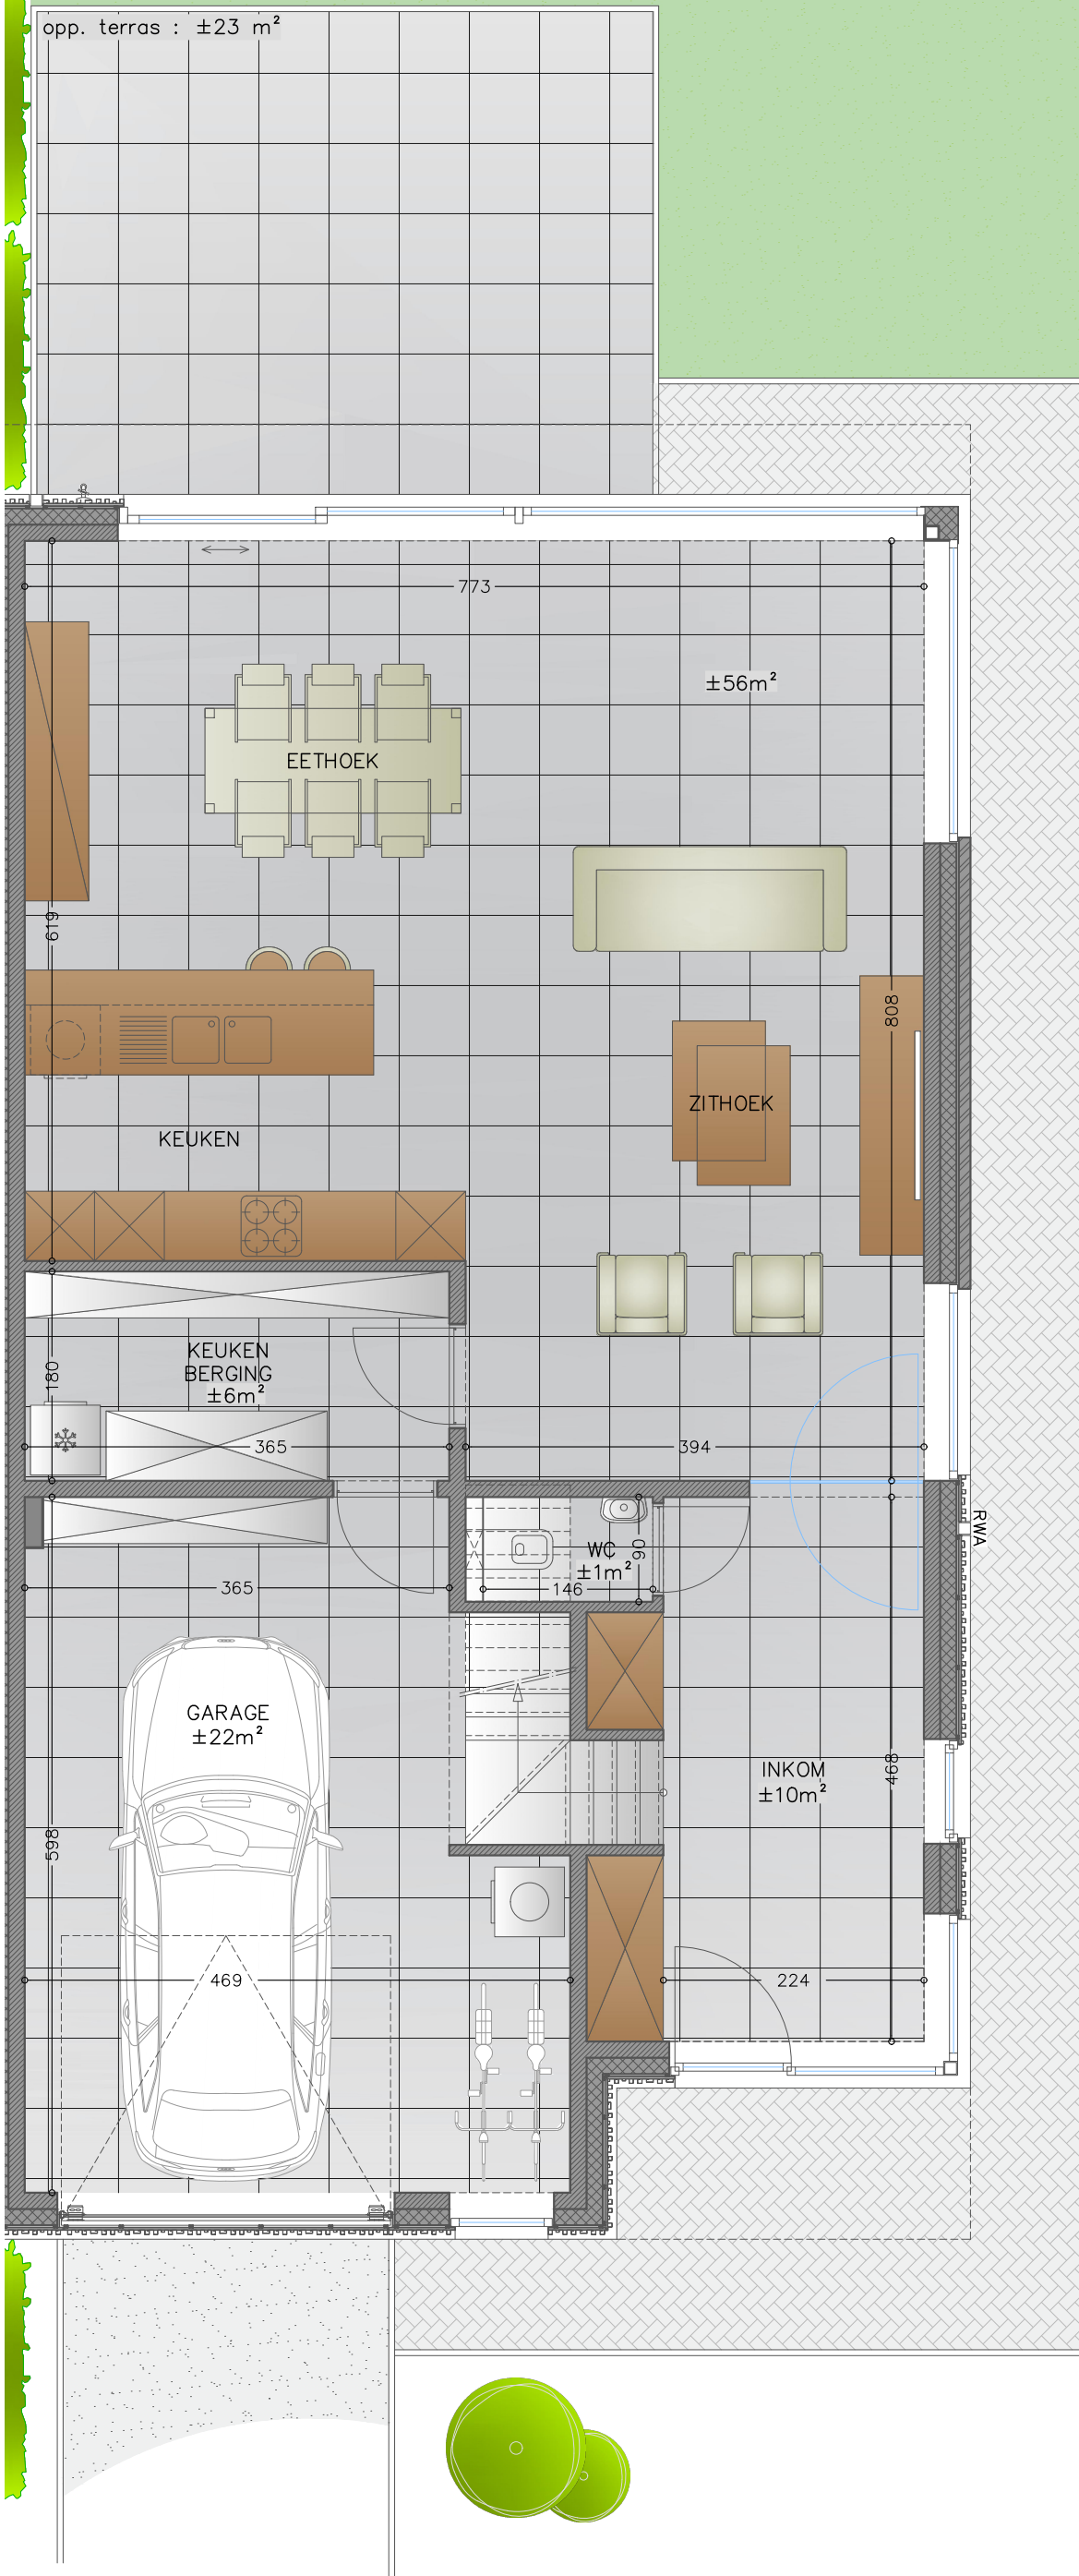 opp. terras : ±23 m²
773
±56m²
EETHOEK
619
808
ZITHOEK
KEUKEN
KEUKEN
BERGING
±6m²
180
365
394
RWA
WC
±1m²
90
146
365
GARAGE
±22m²
INKOM
±10m²
468
598
469
224